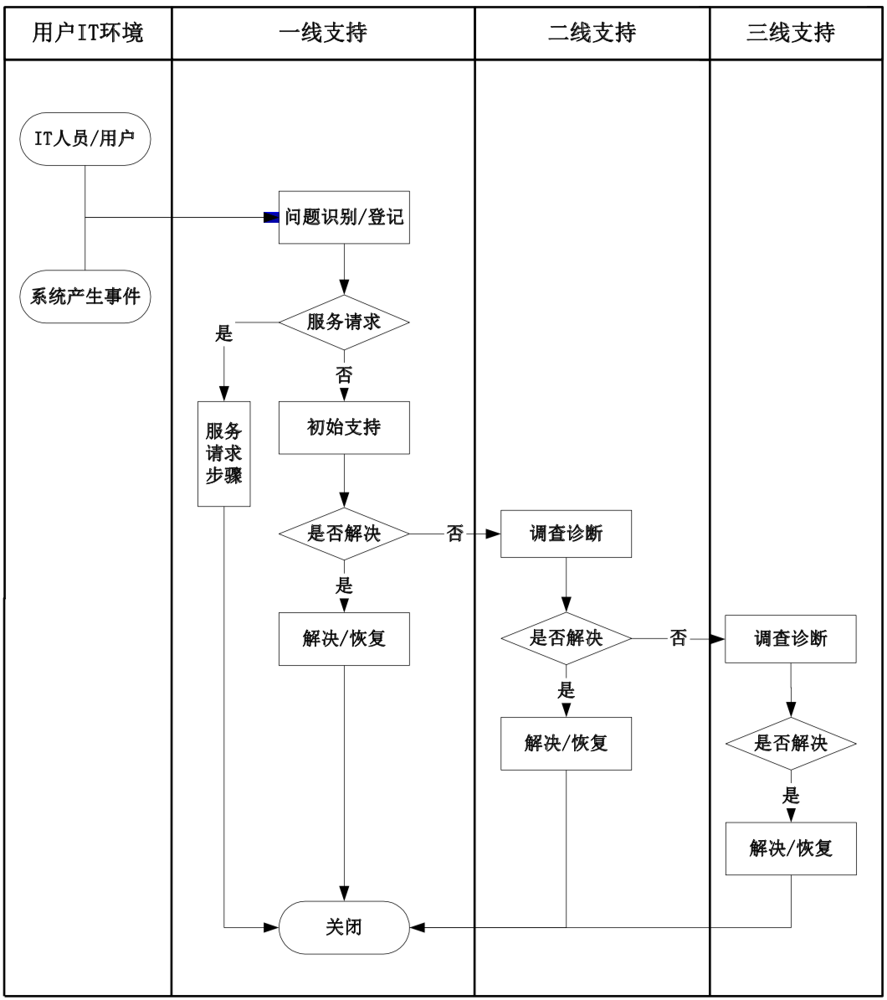 用户IT环境
一线支持
二线支持
三线支持
IT人员/用户
问题识别/登记
系统产生事件
服务请求
是
否
服务
请求
步骤
初始支持
是否解决
否
调查诊断
是
解决/恢复
是否解决
否
调查诊断
是
解决/恢复
是否解决
是
解决/恢复
关闭